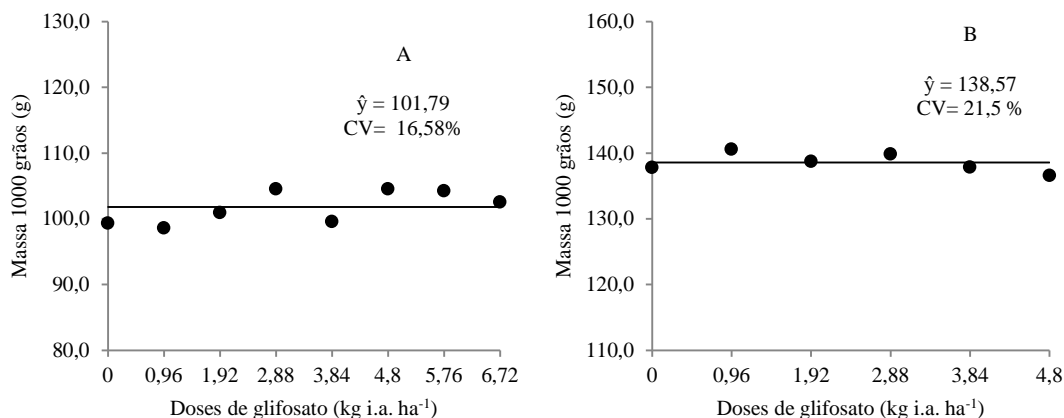 A
ŷ = 101,79
CV= 16,58%
Massa 1000 grãos (g)
130,0
120,0
110,0
100,0
90,0
80,0
0 0,96 1,92 2,88 3,84 4,8 5,76 6,72
Doses de glifosato (kg i.a. ha⁻¹)
B
ŷ = 138,57
CV= 21,5 %
Massa 1000 grãos (g)
160,0
150,0
140,0
130,0
120,0
110,0
0 0,96 1,92 2,88 3,84 4,8
Doses de glifosato (kg i.a. ha⁻¹)